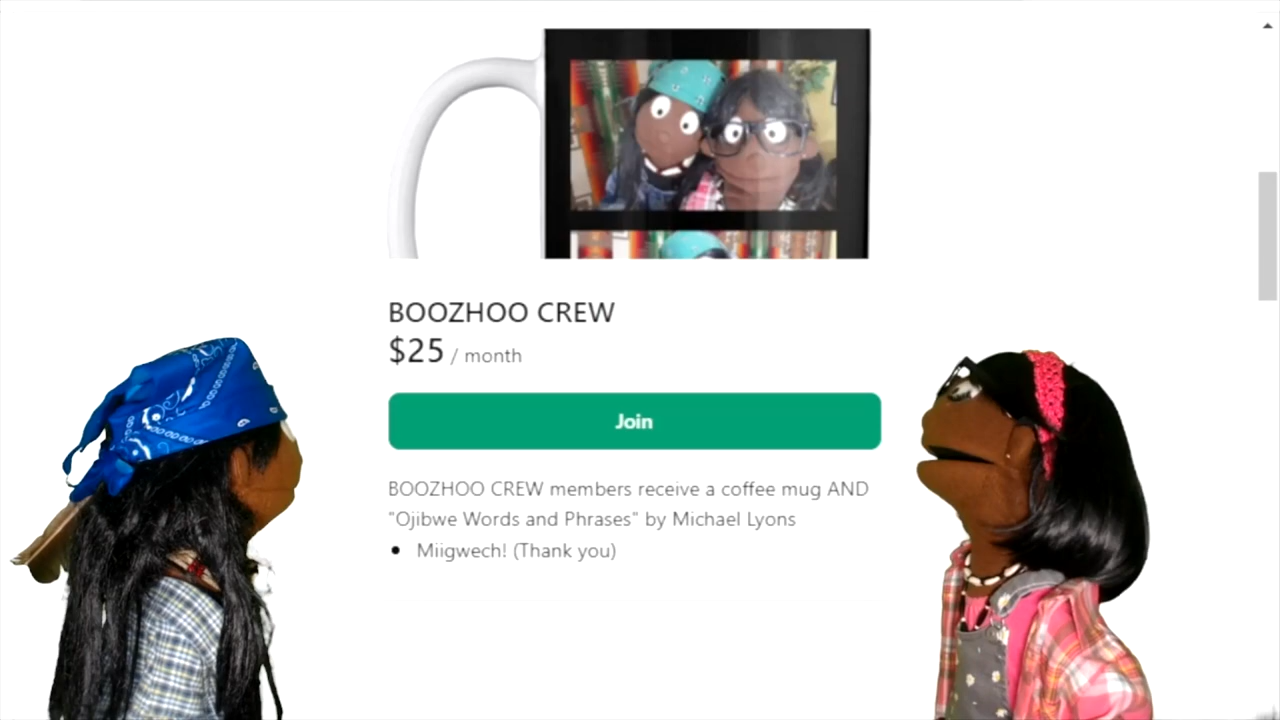 BOOZHOO CREW
$25 / month
Join
BOOZHOO CREW members receive a coffee mug AND
"Ojibwe Words and Phrases" by Michael Lyons
• Miigwech! (Thank you)